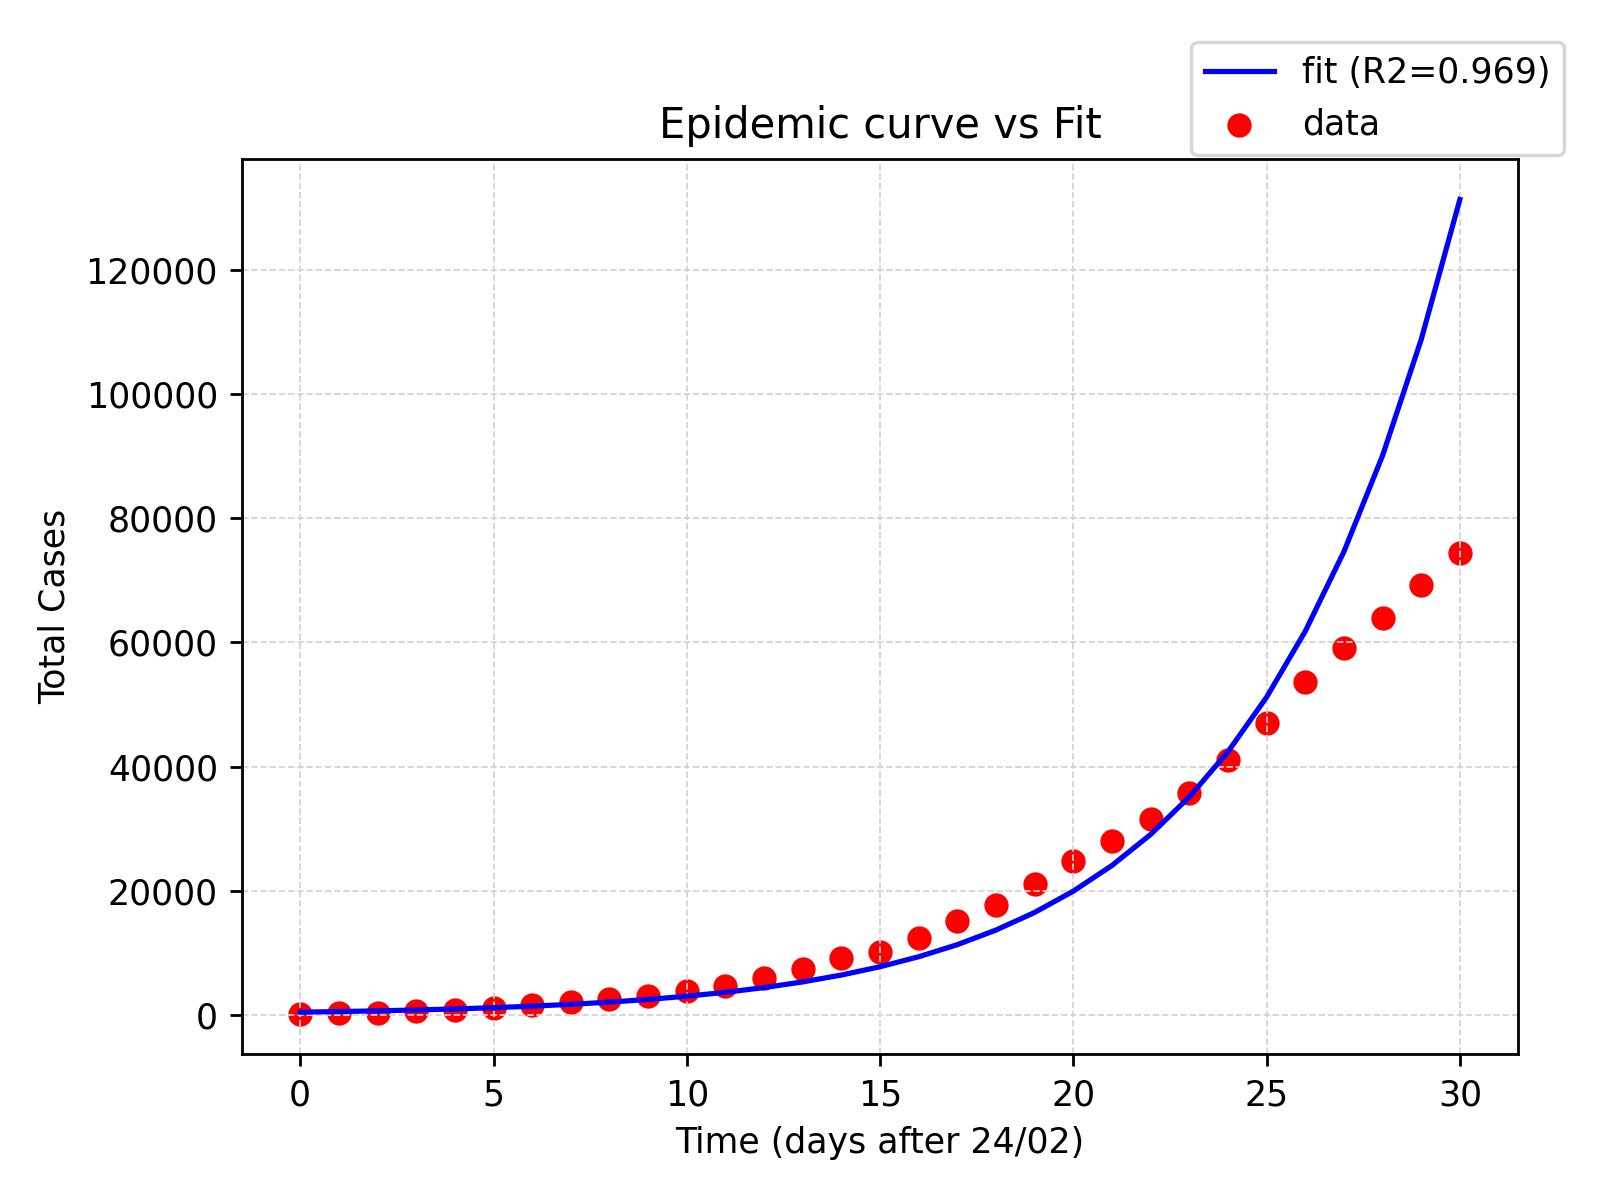 fit (R2=0.969)
data
Epidemic curve vs Fit
120000
100000
80000
60000
40000
20000
0
Total Cases
0 5 10 15 20 25 30
Time (days after 24/02)